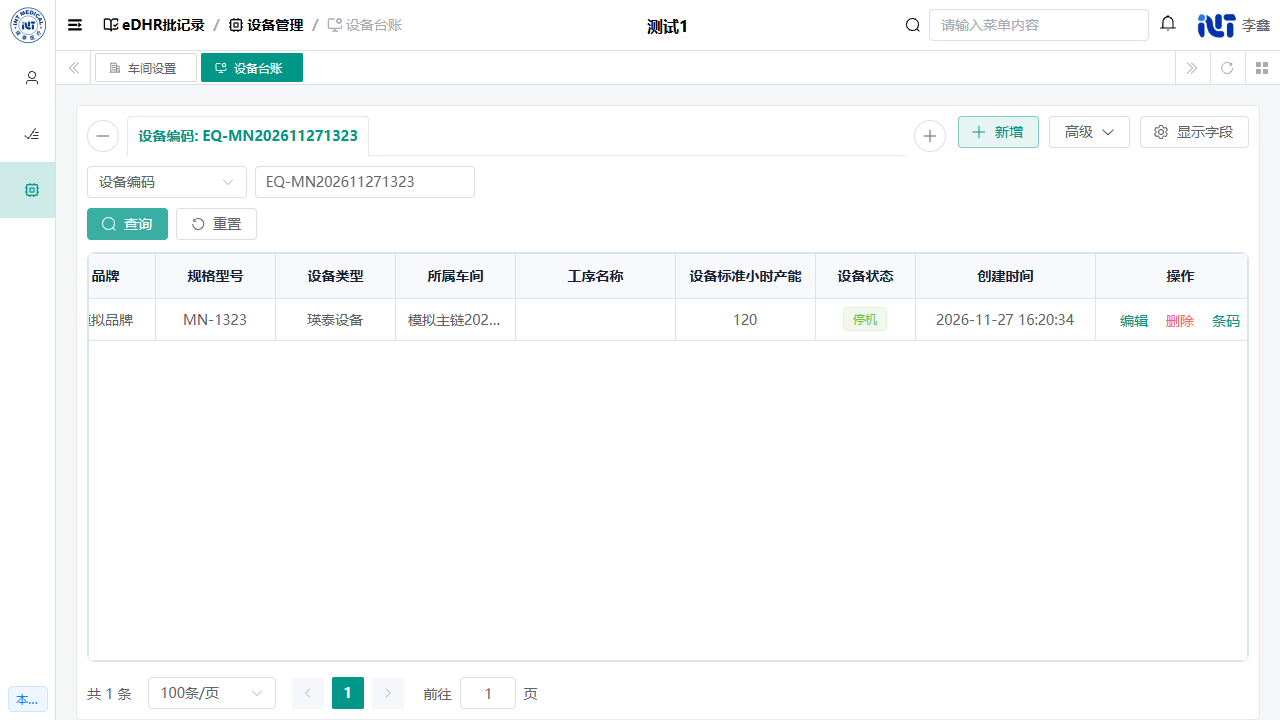 eDHR批记录 / 设备管理 / 设备台账
测试1
请输入菜单内容
李鑫
车间设置
设备台账
设备编码: EQ-MN202611271323
新增
高级
显示字段
设备编码
EQ-MN202611271323
查询
重置
品牌 规格型号 设备类型 所属车间 工序名称 设备标准小时产能 设备状态 创建时间 操作
拟品牌 MN-1323 瑛泰设备 模拟主链202... 120 停机 2026-11-27 16:20:34 编辑 删除 条码
本...
共 1 条 100条/页 1 前往 1 页